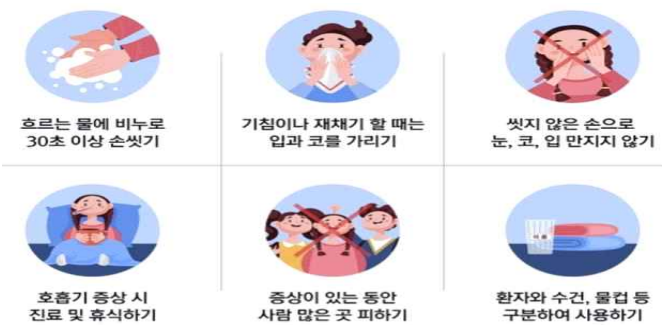 흐르는 물에 비누로
30초 이상 손씻기
기침이나 재채기 할 때는
입과 코를 가리기
씻지 않은 손으로
눈, 코, 입 만지지 않기
호흡기 증상 시
진료 및 휴식하기
증상이 있는 동안
사람 많은 곳 피하기
환자와 수건, 물컵 등
구분하여 사용하기